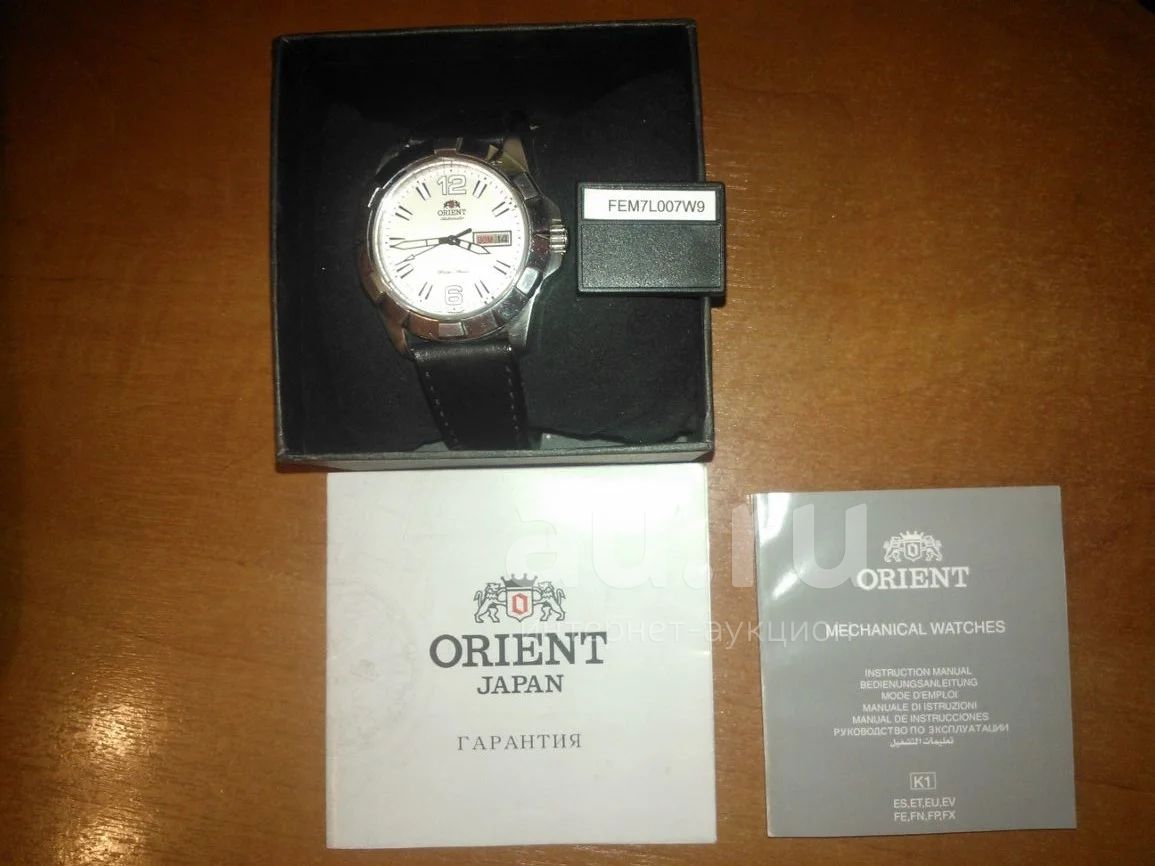 12
ORIENT
Automatic
SUN 14
6
FEM7L007W9
au.ru
интернет-аукцион
ORIENT
JAPAN
ГАРАНТИЯ
ORIENT
MECHANICAL WATCHES
INSTRUCTION MANUAL
BEDIENUNGSANLEITUNG
MODE D'EMPLOI
MANUALE DI ISTRUZIONI
MANUAL DE INSTRUCCIONES
РУКОВОДСТВО ПО ЭКСПЛУАТАЦИИ
تعليمات التشغيل
K1
ES,ET,EU,EV
FE,FN,FP,FX